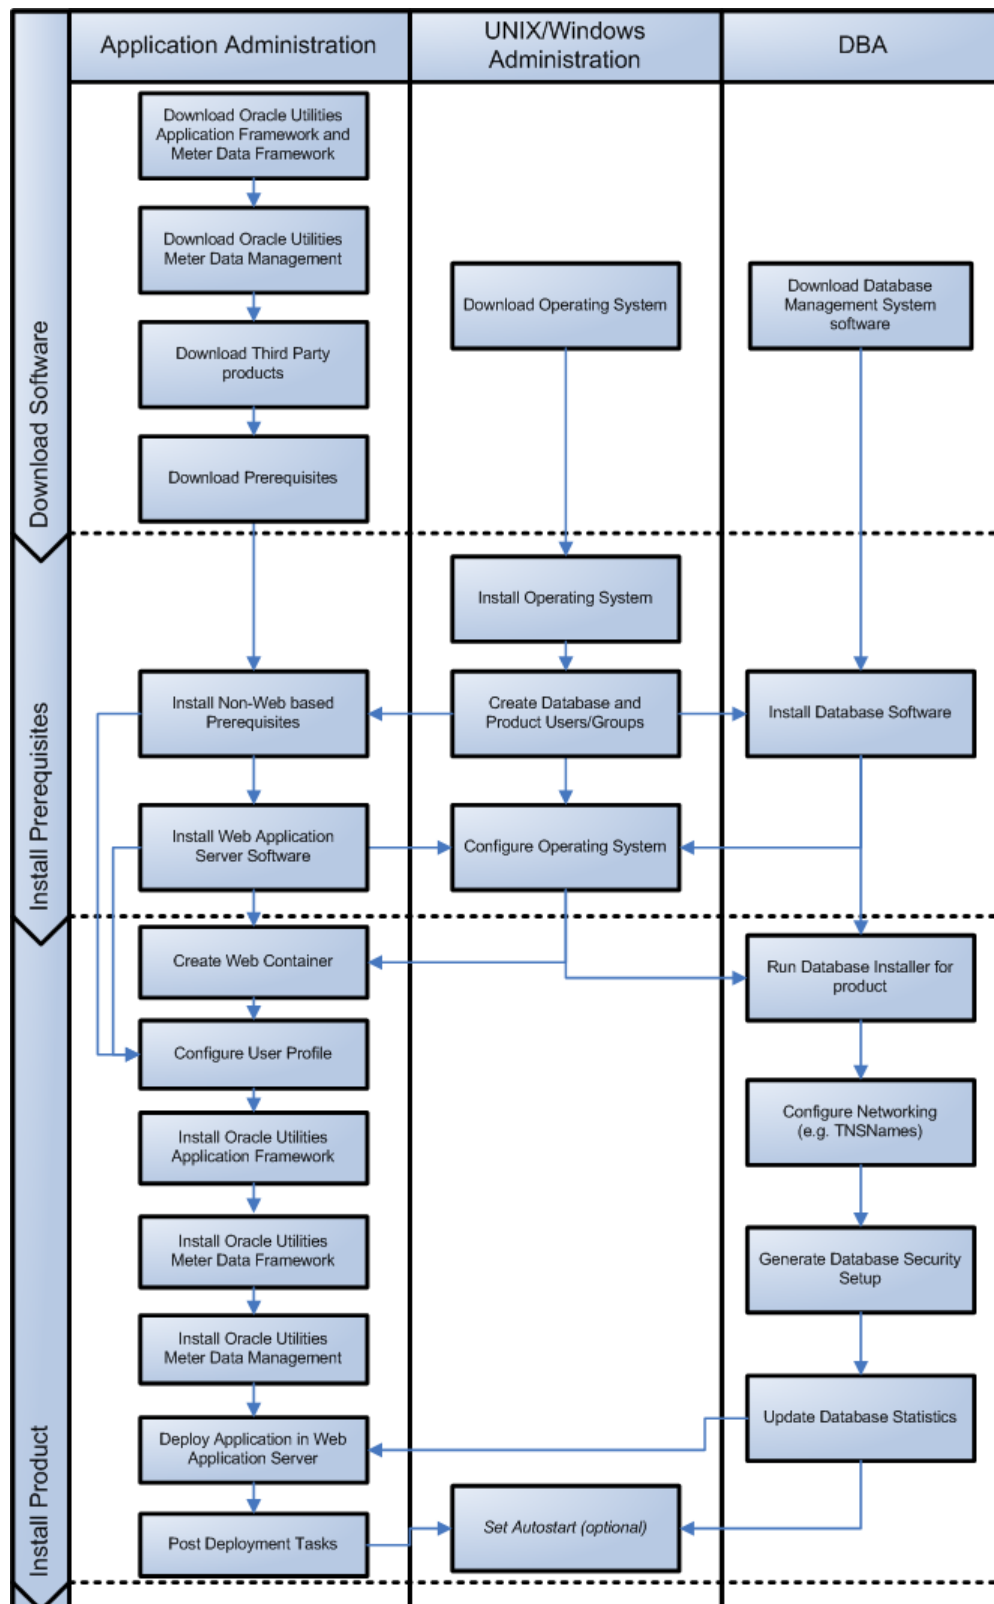 Application Administration
UNIX/Windows
Administration
DBA
Download Software
Download Oracle Utilities
Application Framework and
Meter Data Framework
Download Oracle Utilities
Meter Data Management
Download Operating System
Download Database
Management System
software
Download Third Party
products
Download Prerequisites
Install Prerequisites
Install Operating System
Install Non-Web based
Prerequisites
Create Database and
Product Users/Groups
Install Database Software
Install Web Application
Server Software
Configure Operating System
Install Product
Create Web Container
Run Database Installer for
product
Configure User Profile
Configure Networking
(e.g. TNSNames)
Install Oracle Utilities
Application Framework
Install Oracle Utilities
Meter Data Framework
Generate Database Security
Setup
Install Oracle Utilities
Meter Data Management
Update Database Statistics
Deploy Application in Web
Application Server
Post Deployment Tasks
Set Autostart (optional)